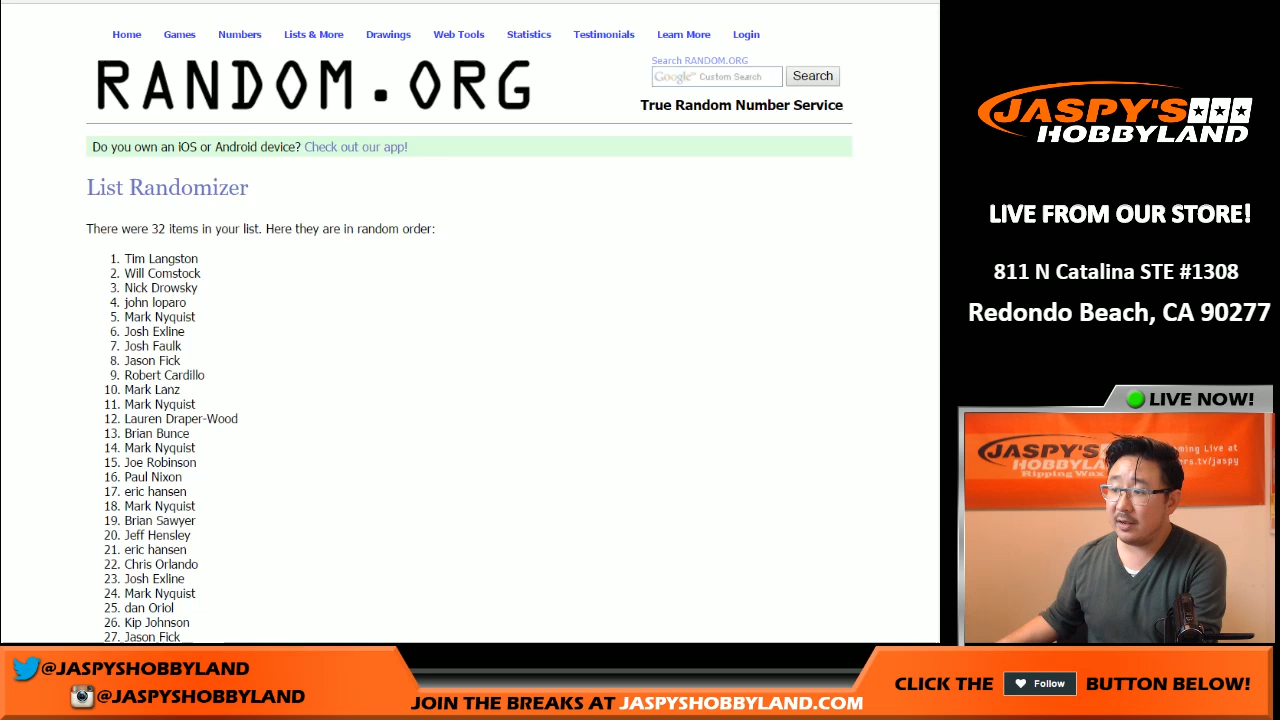 Home Games Numbers Lists & More Drawings Web Tools Statistics Testimonials Learn More Login
RANDOM.ORG
Search RANDOM.ORG
Google™ Custom Search Search
True Random Number Service
Do you own an iOS or Android device? Check out our app!
List Randomizer
There were 32 items in your list. Here they are in random order:
1. Tim Langston
2. Will Comstock
3. Nick Drowsky
4. john loparo
5. Mark Nyquist
6. Josh Exline
7. Josh Faulk
8. Jason Fick
9. Robert Cardillo
10. Mark Lanz
11. Mark Nyquist
12. Lauren Draper-Wood
13. Brian Bunce
14. Mark Nyquist
15. Joe Robinson
16. Paul Nixon
17. eric hansen
18. Mark Nyquist
19. Brian Sawyer
20. Jeff Hensley
21. eric hansen
22. Chris Orlando
23. Josh Exline
24. Mark Nyquist
25. dan Oriol
26. Kip Johnson
27. Jason Fick
JASPY'S
HOBBYLAND
LIVE FROM OUR STORE!
811 N Catalina STE #1308
Redondo Beach, CA 90277
LIVE NOW!
JASPY'S
HOBBYLAND
Ripping Wax
Live at
rs.tv/jaspy
@JASPYSHOBBYLAND
@JASPYSHOBBYLAND
JOIN THE BREAKS AT JASPYSHOBBYLAND.COM
CLICK THE Follow BUTTON BELOW!